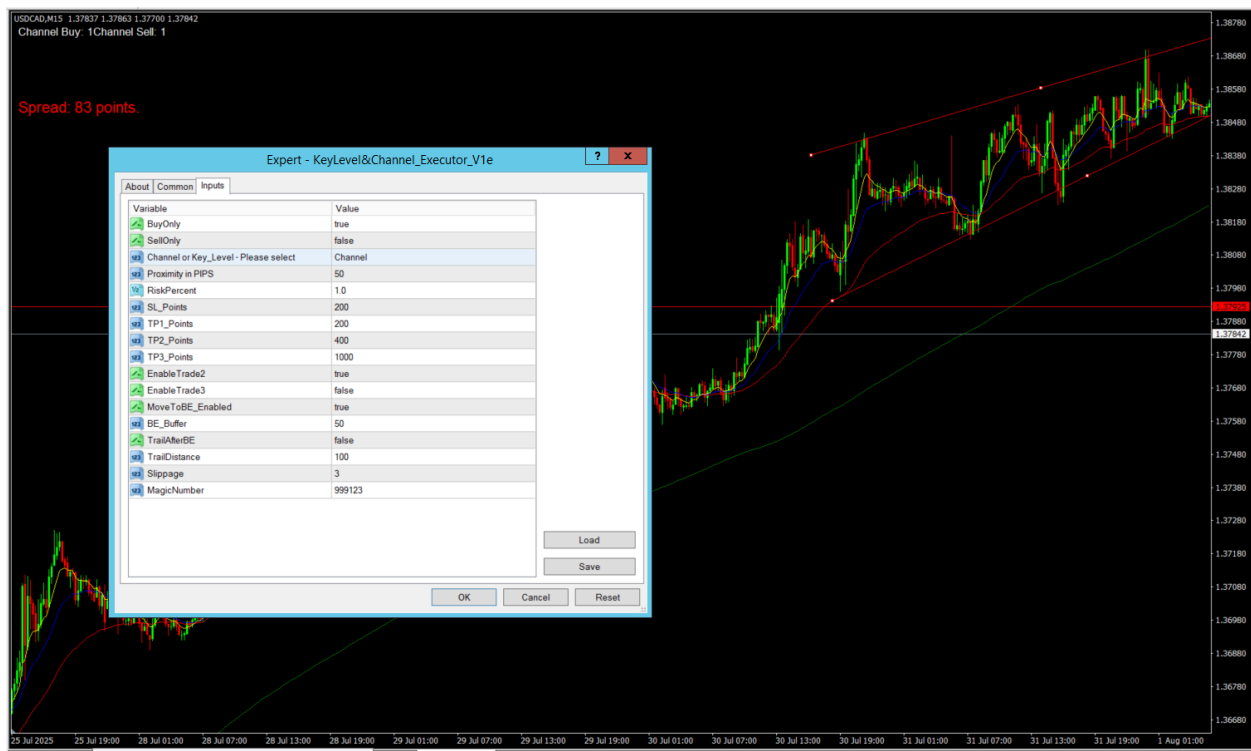 USDCAD,M15 1.37837 1.37863 1.37700 1.37842
Channel Buy: 1Channel Sell: 1
Spread: 83 points.
Expert - KeyLevel&Channel_Executor_V1e
? x
About Common Inputs
Variable Value
BuyOnly true
SellOnly false
Channel or Key_Level - Please select Channel
Proximity in PIPS 50
RiskPercent 1.0
SL_Points 200
TP1_Points 200
TP2_Points 400
TP3_Points 1000
EnableTrade2 true
EnableTrade3 false
MoveToBE_Enabled true
BE_Buffer 50
TrailAfterBE false
TrailDistance 100
Slippage 3
MagicNumber 999123
Load
Save
OK Cancel Reset
1.38780
1.38680
1.38580
1.38480
1.38380
1.38280
1.38180
1.38080
1.37980
1.37925
1.37880
1.37842
1.37780
1.37680
1.37580
1.37480
1.37380
1.37280
1.37180
1.37080
1.36980
1.36880
1.36780
1.36680
25 Jul 2025 25 Jul 19:00 28 Jul 01:00 28 Jul 07:00 28 Jul 13:00 28 Jul 19:00 29 Jul 01:00 29 Jul 07:00 29 Jul 13:00 29 Jul 19:00 30 Jul 01:00 30 Jul 07:00 30 Jul 13:00 30 Jul 19:00 31 Jul 01:00 31 Jul 07:00 31 Jul 13:00 31 Jul 19:00 1 Aug 01:00